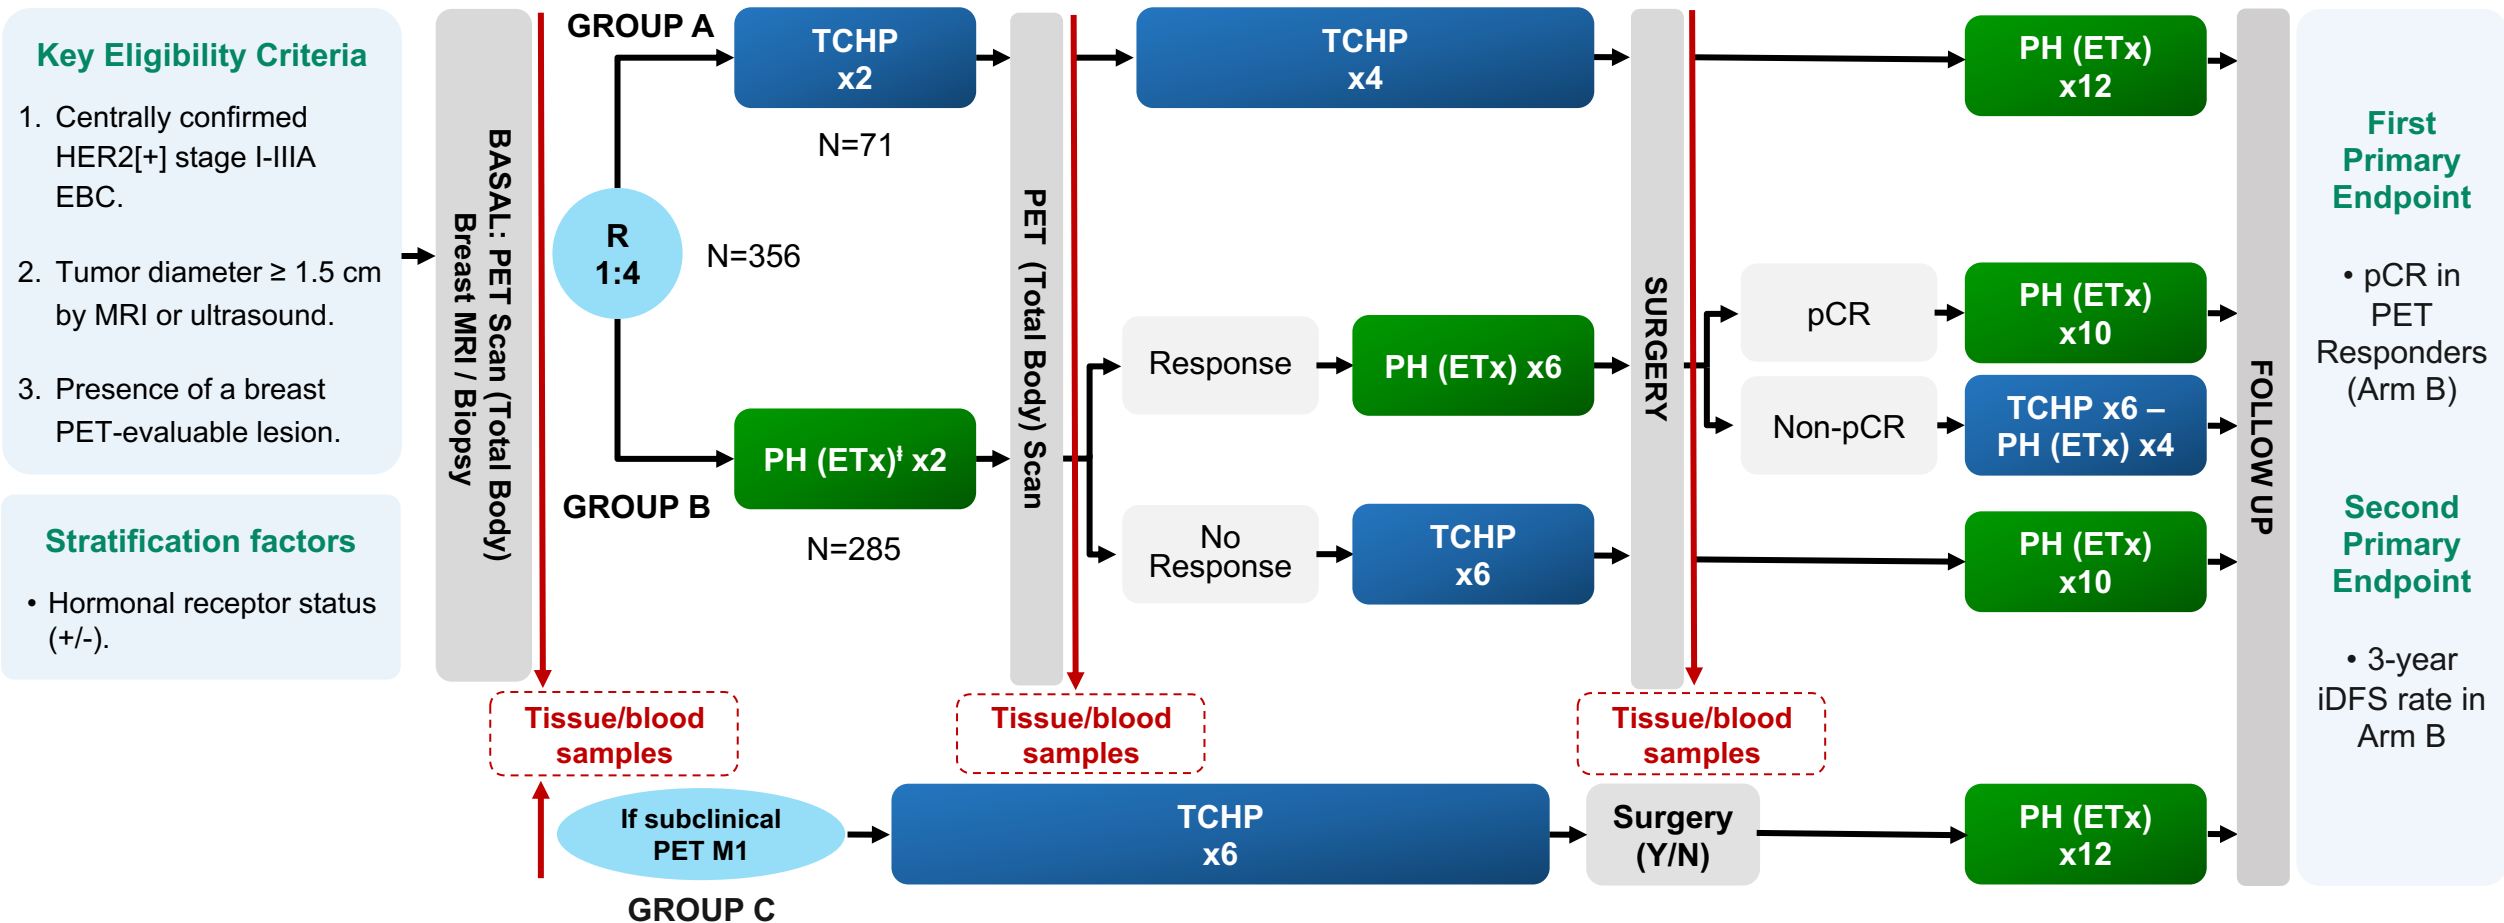 Key Eligibility Criteria
1. Centrally confirmed
HER2[+] stage I-IIIA
EBC.
2. Tumor diameter ≥ 1.5 cm
by MRI or ultrasound.
3. Presence of a breast
PET-evaluable lesion.
Stratification factors
• Hormonal receptor status
(+/-).
BASAL: PET Scan (Total Body)
Breast MRI / Biopsy
GROUP A
R
1:4
N=356
GROUP B
TCHP
x2
N=71
PH (ETx)ǂ x2
N=285
PET (Total Body) Scan
TCHP
x4
Response
PH (ETx) x6
No
Response
TCHP
x6
SURGERY
PH (ETx)
x12
pCR
PH (ETx)
x10
Non-pCR
TCHP x6 –
PH (ETx) x4
PH (ETx)
x10
Tissue/blood
samples
Tissue/blood
samples
Tissue/blood
samples
If subclinical
PET M1
GROUP C
TCHP
x6
Surgery
(Y/N)
PH (ETx)
x12
FOLLOW UP
First
Primary
Endpoint
• pCR in
PET
Responders
(Arm B)
Second
Primary
Endpoint
• 3-year
iDFS rate in
Arm B